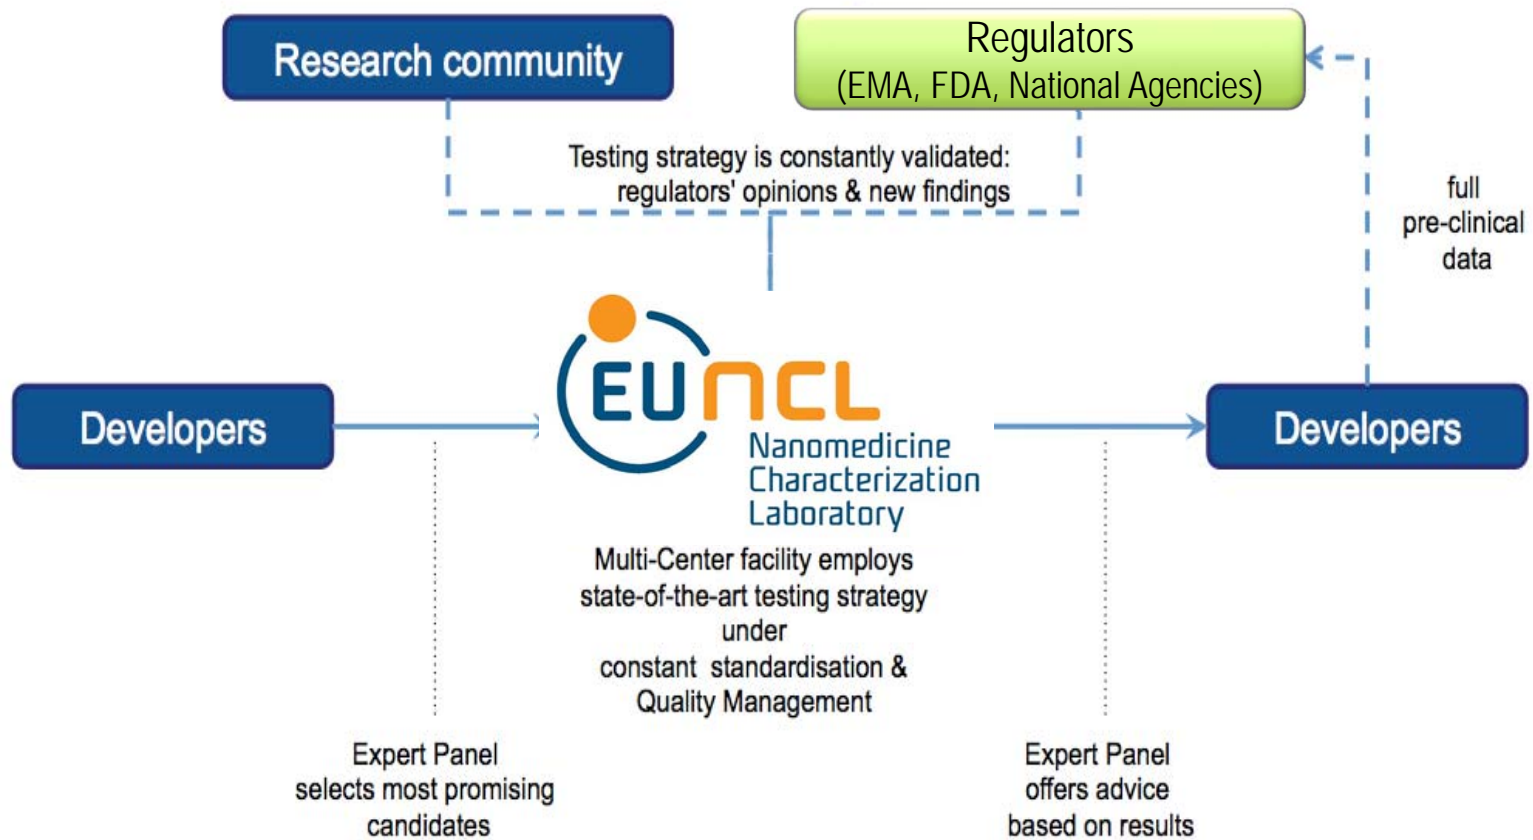 Research community
Regulators
(EMA, FDA, National Agencies)
Testing strategy is constantly validated:
regulators' opinions & new findings
full
pre-clinical
data
Developers
EUNCL
Nanomedicine
Characterization
Laboratory
Developers
Multi-Center facility employs
state-of-the-art testing strategy
under
constant standardisation &
Quality Management
Expert Panel
selects most promising
candidates
Expert Panel
offers advice
based on results